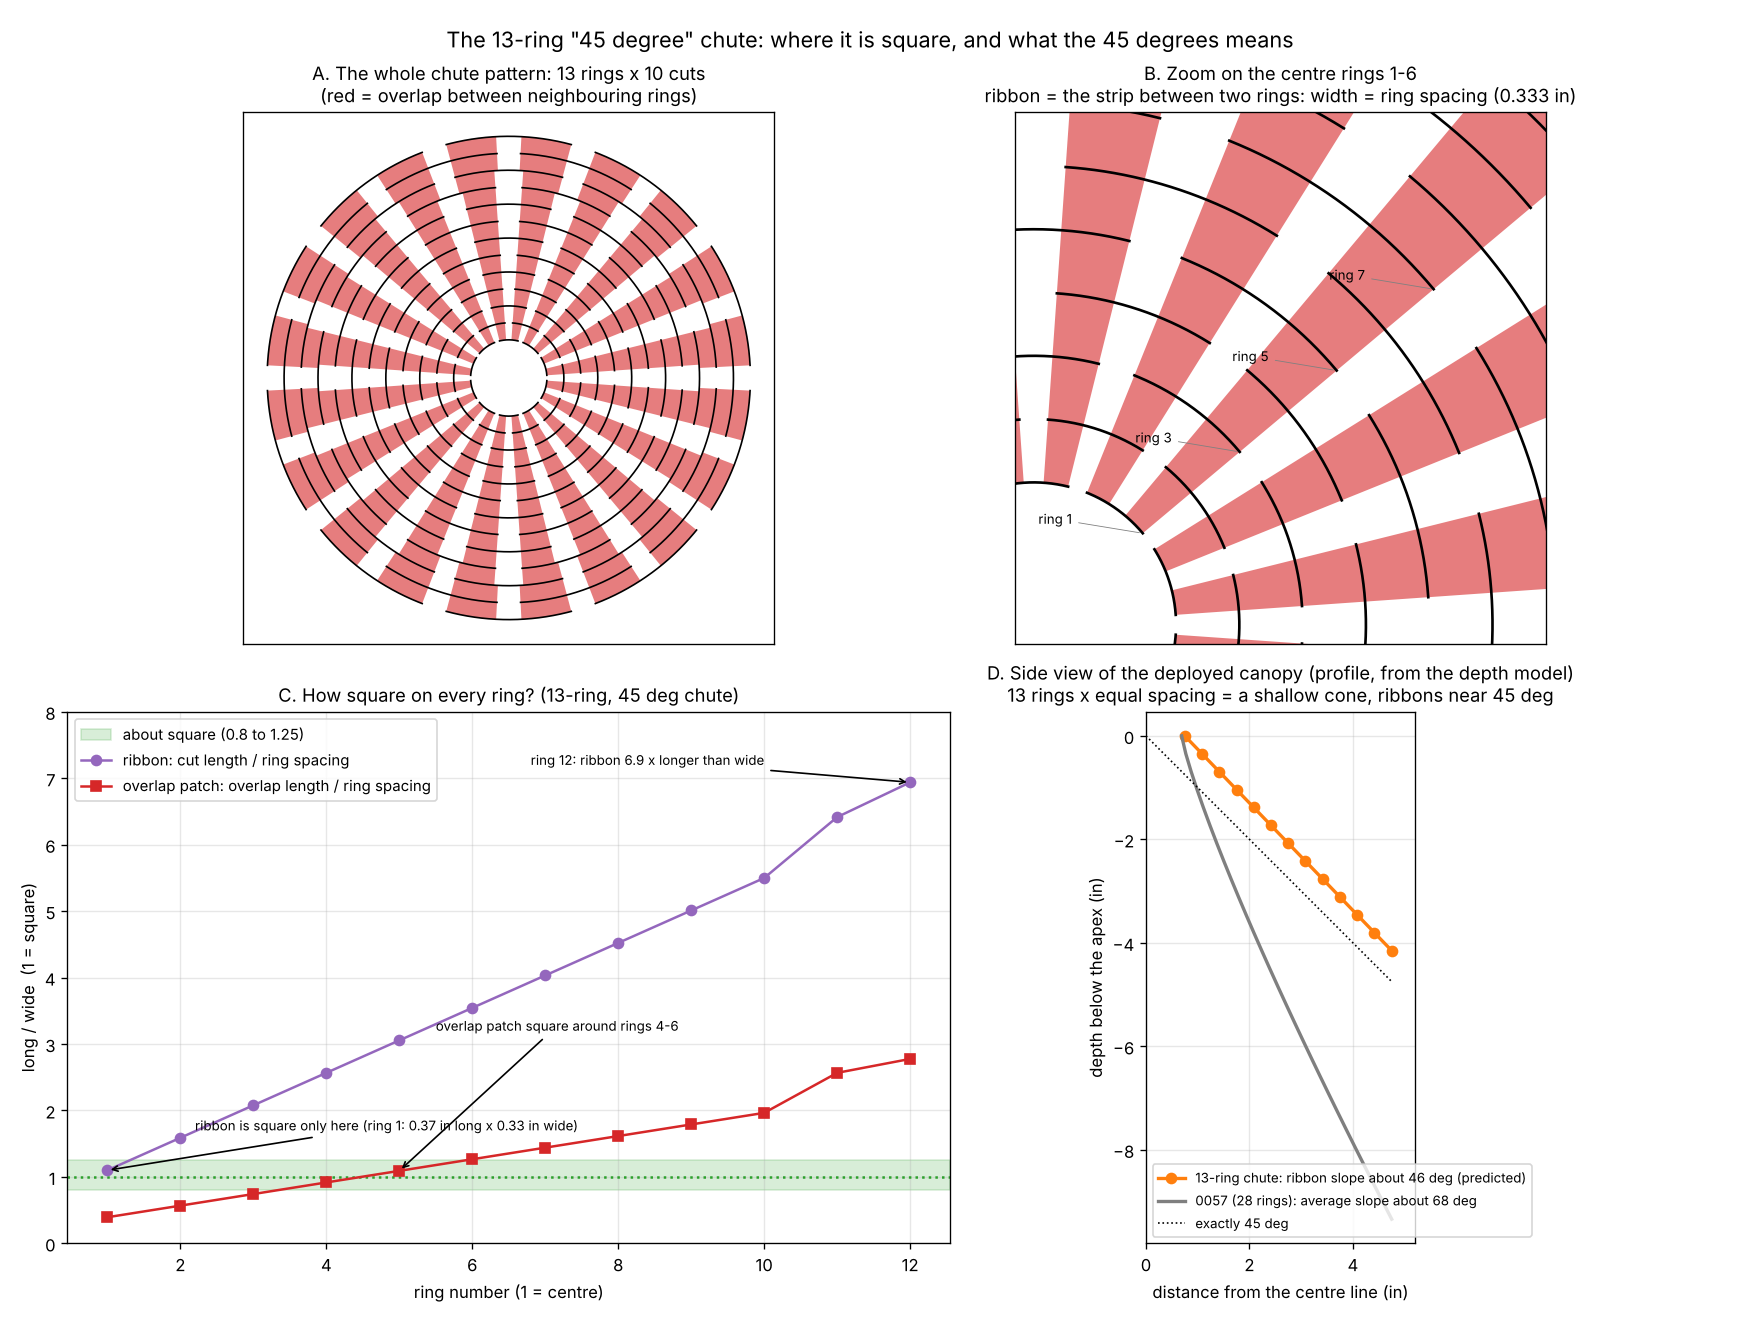 The 13-ring "45 degree" chute: where it is square, and what the 45 degrees means
A. The whole chute pattern: 13 rings x 10 cuts
(red = overlap between neighbouring rings)
B. Zoom on the centre rings 1-6
ribbon = the strip between two rings: width = ring spacing (0.333 in)
ring 7
ring 5
ring 3
ring 1
C. How square on every ring? (13-ring, 45 deg chute)
about square (0.8 to 1.25)
ribbon: cut length / ring spacing
overlap patch: overlap length / ring spacing
ring 12: ribbon 6.9 x longer than wide
overlap patch square around rings 4-6
ribbon is square only here (ring 1: 0.37 in long x 0.33 in wide)
long / wide (1 = square)
8
7
6
5
4
3
2
1
0
2
4
6
8
10
12
ring number (1 = centre)
D. Side view of the deployed canopy (profile, from the depth model)
13 rings x equal spacing = a shallow cone, ribbons near 45 deg
depth below the apex (in)
0
−2
−4
−6
−8
13-ring chute: ribbon slope about 46 deg (predicted)
0057 (28 rings): average slope about 68 deg
exactly 45 deg
0
2
4
distance from the centre line (in)